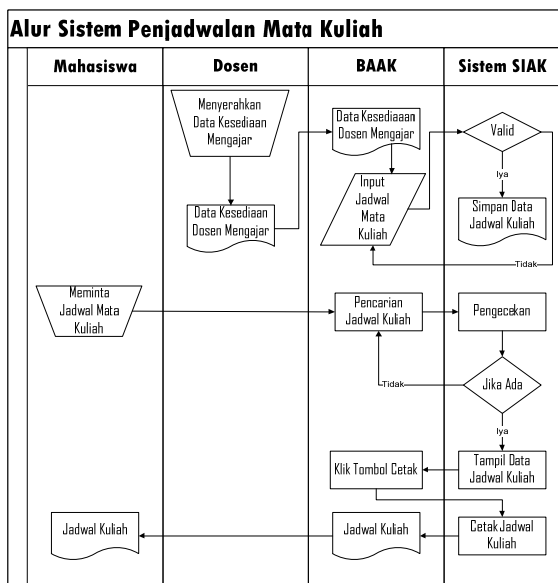 Alur Sistem Penjadwalan Mata Kuliah
Mahasiswa
Dosen
BAAK
Sistem SIAK
Menyerahkan
Data Kesediaan
Mengajar
Data Kesediaan
Dosen Mengajar
Data Kesediaaan
Dosen Mengajar
Input
Jadwal
Mata
Kuliah
Valid
Iya
Simpan Data
Jadwal Kuliah
Tidak
Meminta
Jadwal Mata
Kuliah
Pencarian
Jadwal Kuliah
Pengecekan
Jika Ada
Tidak
Iya
Tampil Data
Jadwal Kuliah
Klik Tombol Cetak
Cetak Jadwal
Kuliah
Jadwal Kuliah
Jadwal Kuliah